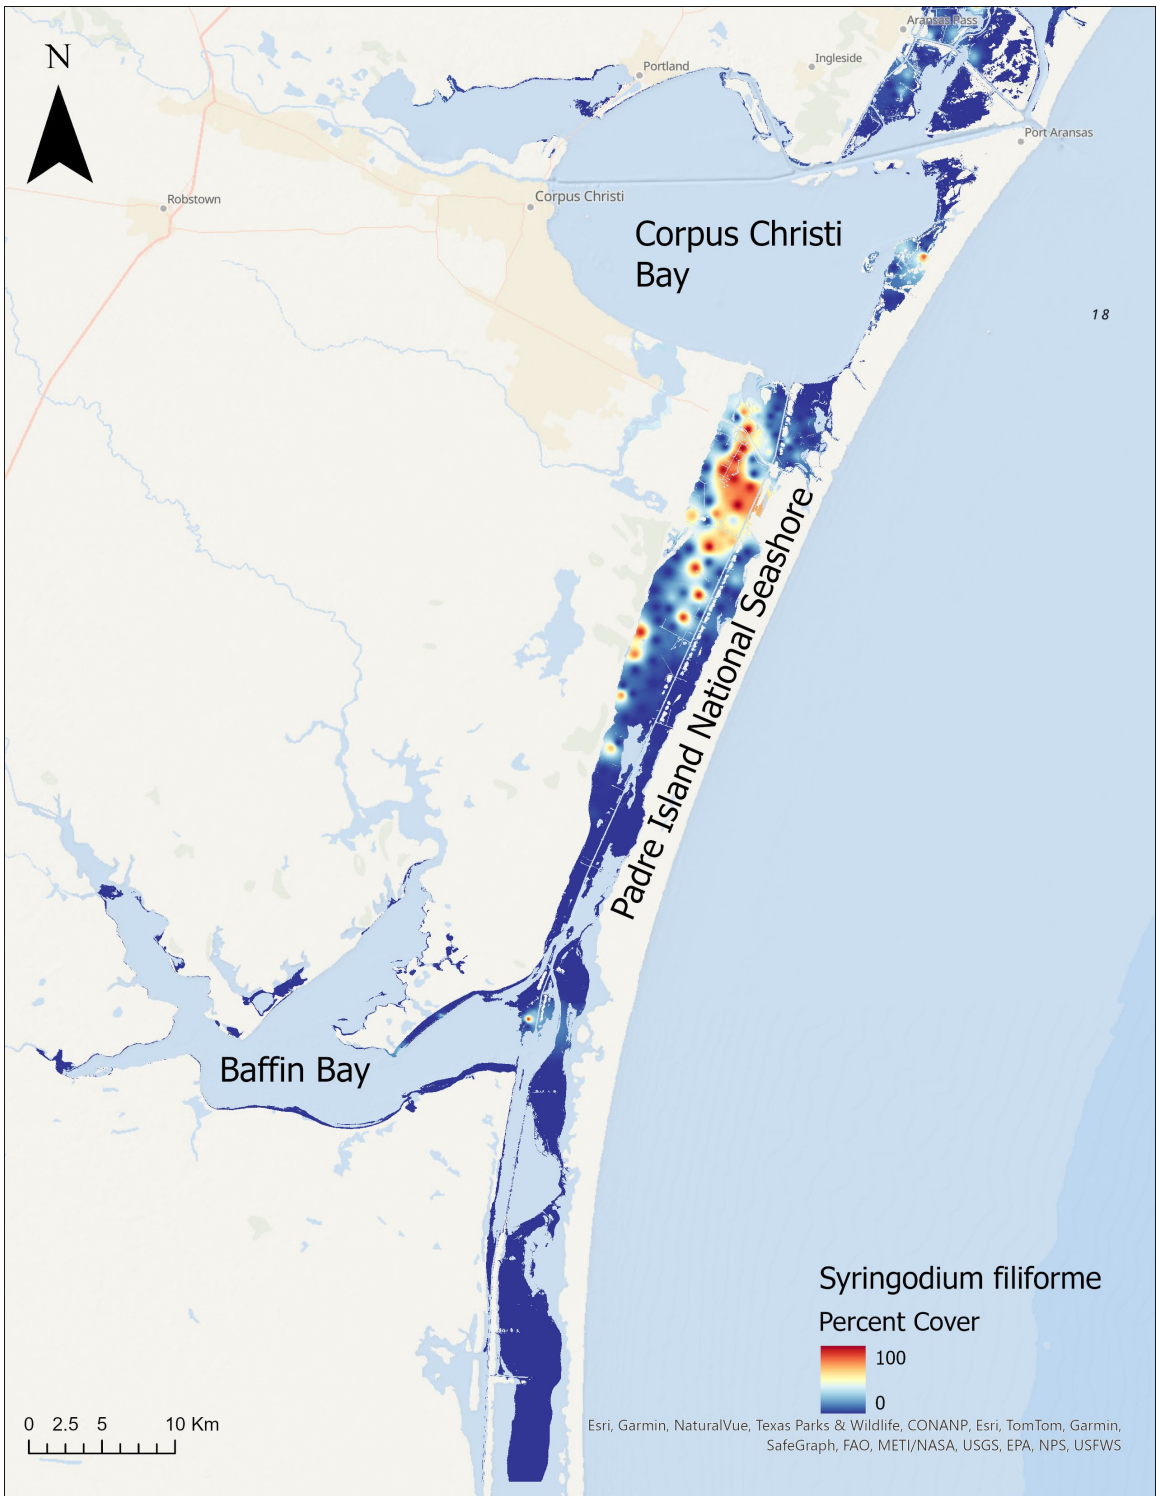 N
Aransas Pass
Ingleside
Portland
Port Aransas
Robstown
Corpus Christi
Corpus Christi
Bay
18
Padre Island National Seashore
Baffin Bay
Syringodium filiforme
Percent Cover
100
0
0 2.5 5 10 Km
Esri, Garmin, NaturalVue, Texas Parks & Wildlife, CONANP, Esri, TomTom, Garmin,
SafeGraph, FAO, METI/NASA, USGS, EPA, NPS, USFWS